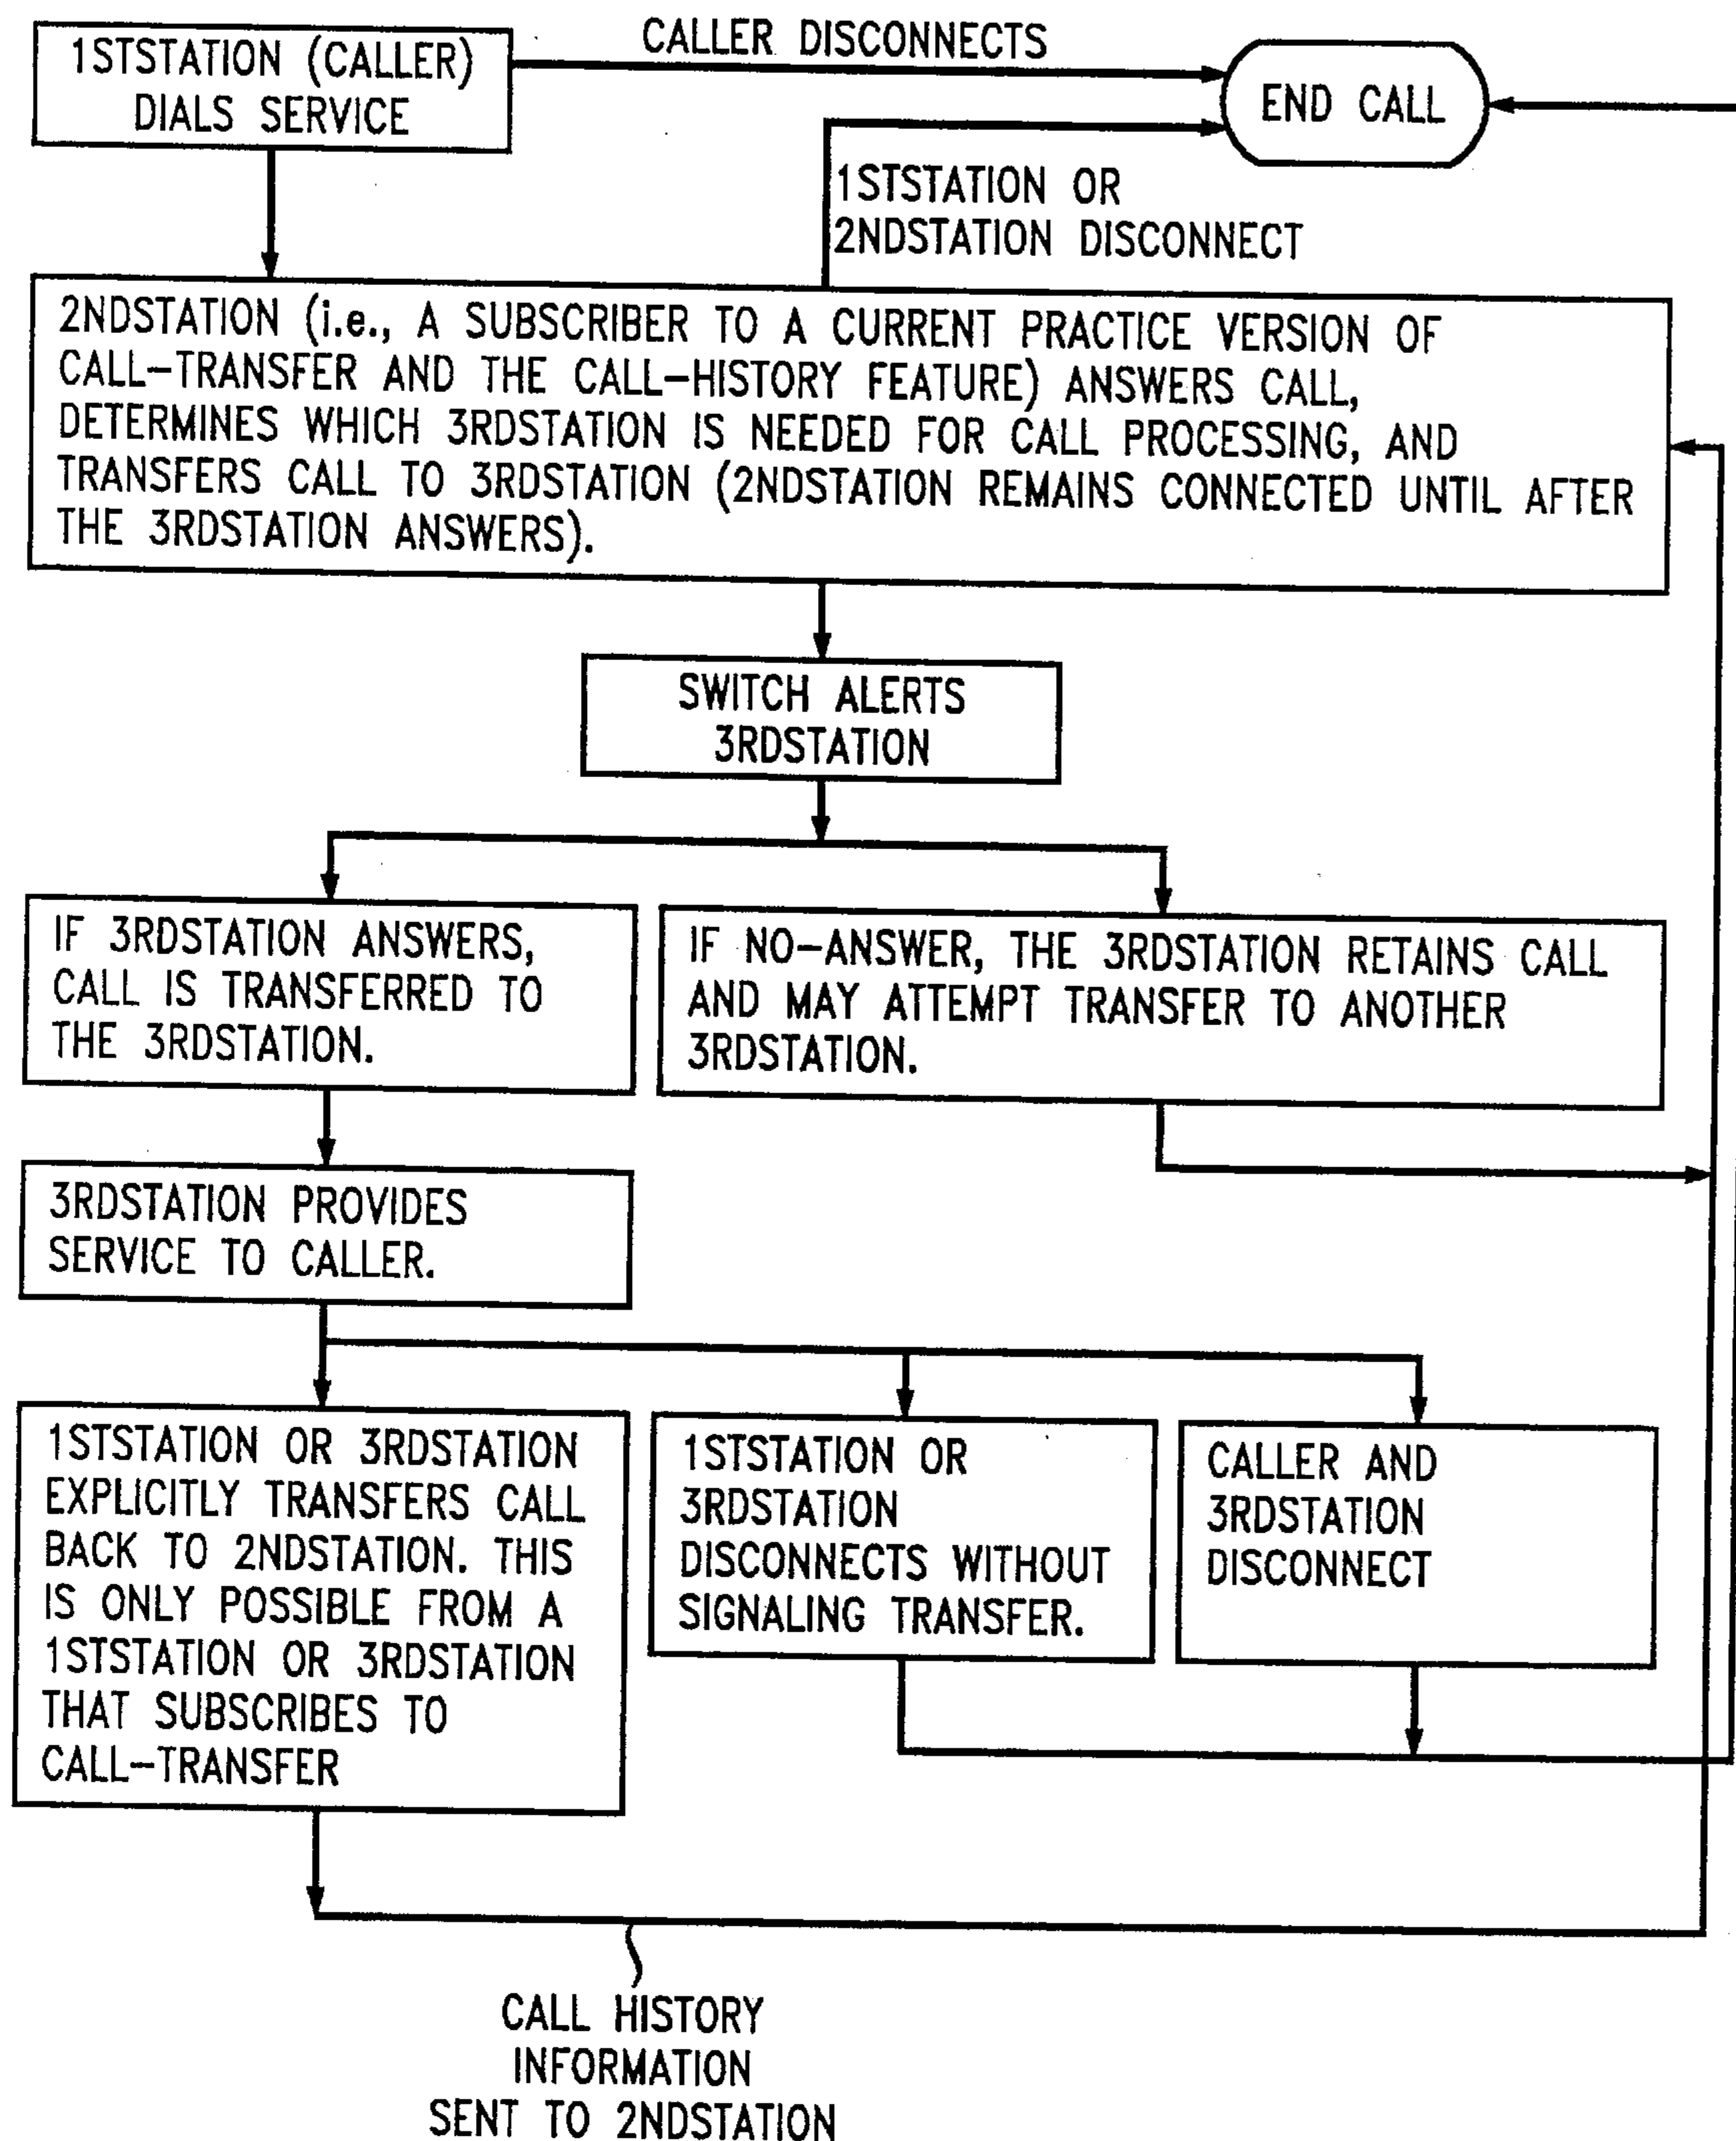 1STSTATION (CALLER)
DIALS SERVICE
CALLER DISCONNECTS
END CALL
1STSTATION OR
2NDSTATION DISCONNECT
2NDSTATION (i.e., A SUBSCRIBER TO A CURRENT PRACTICE VERSION OF
CALL-TRANSFER AND THE CALL-HISTORY FEATURE) ANSWERS CALL,
DETERMINES WHICH 3RDSTATION IS NEEDED FOR CALL PROCESSING, AND
TRANSFERS CALL TO 3RDSTATION (2NDSTATION REMAINS CONNECTED UNTIL AFTER
THE 3RDSTATION ANSWERS).
SWITCH ALERTS
3RDSTATION
IF 3RDSTATION ANSWERS,
CALL IS TRANSFERRED TO
THE 3RDSTATION.
IF NO-ANSWER, THE 3RDSTATION RETAINS CALL
AND MAY ATTEMPT TRANSFER TO ANOTHER
3RDSTATION.
3RDSTATION PROVIDES
SERVICE TO CALLER.
1STSTATION OR 3RDSTATION
EXPLICITLY TRANSFERS CALL
BACK TO 2NDSTATION. THIS
IS ONLY POSSIBLE FROM A
1STSTATION OR 3RDSTATION
THAT SUBSCRIBES TO
CALL-TRANSFER
1STSTATION OR
3RDSTATION
DISCONNECTS WITHOUT
SIGNALING TRANSFER.
CALLER AND
3RDSTATION
DISCONNECT
CALL HISTORY
INFORMATION
SENT TO 2NDSTATION